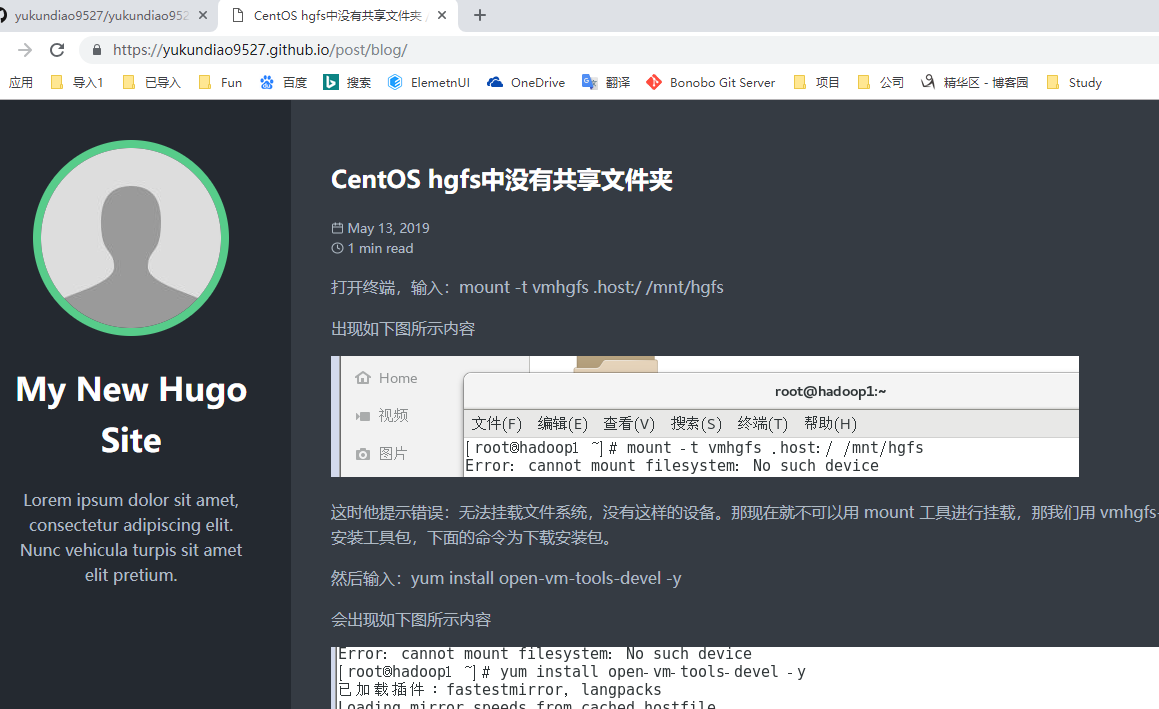 yukundiao9527/yukundiao952
CentOS hgfs中没有共享文件夹
https://yukundiao9527.github.io/post/blog/
应用 导入1 已导入 Fun 百度 搜索 ElemetnUI OneDrive 翻译 Bonobo Git Server 项目 公司 精华区 - 博客园 Study
My New Hugo
Site
Lorem ipsum dolor sit amet,
consectetur adipiscing elit.
Nunc vehicula turpis sit amet
elit pretium.
CentOS hgfs中没有共享文件夹
May 13, 2019
1 min read
打开终端，输入：mount -t vmhgfs .host:/ /mnt/hgfs
出现如下图所示内容
Home
视频
图片
root@hadoop1:~
文件(F) 编辑(E) 查看(V) 搜索(S) 终端(T) 帮助(H)
[root@hadoop1 ~]# mount -t vmhgfs .host:/ /mnt/hgfs
Error: cannot mount filesystem: No such device
这时他提示错误：无法挂载文件系统，没有这样的设备。那现在就不可以用 mount 工具进行挂载，那我们用 vmhgfs-
安装工具包，下面的命令为下载安装包。
然后输入：yum install open-vm-tools-devel -y
会出现如下图所示内容
Error: cannot mount filesystem: No such device
[root@hadoop1 ~]# yum install open-vm-tools-devel -y
已加载插件：fastestmirror, langpacks
Loading mirror speeds from cached hostfile